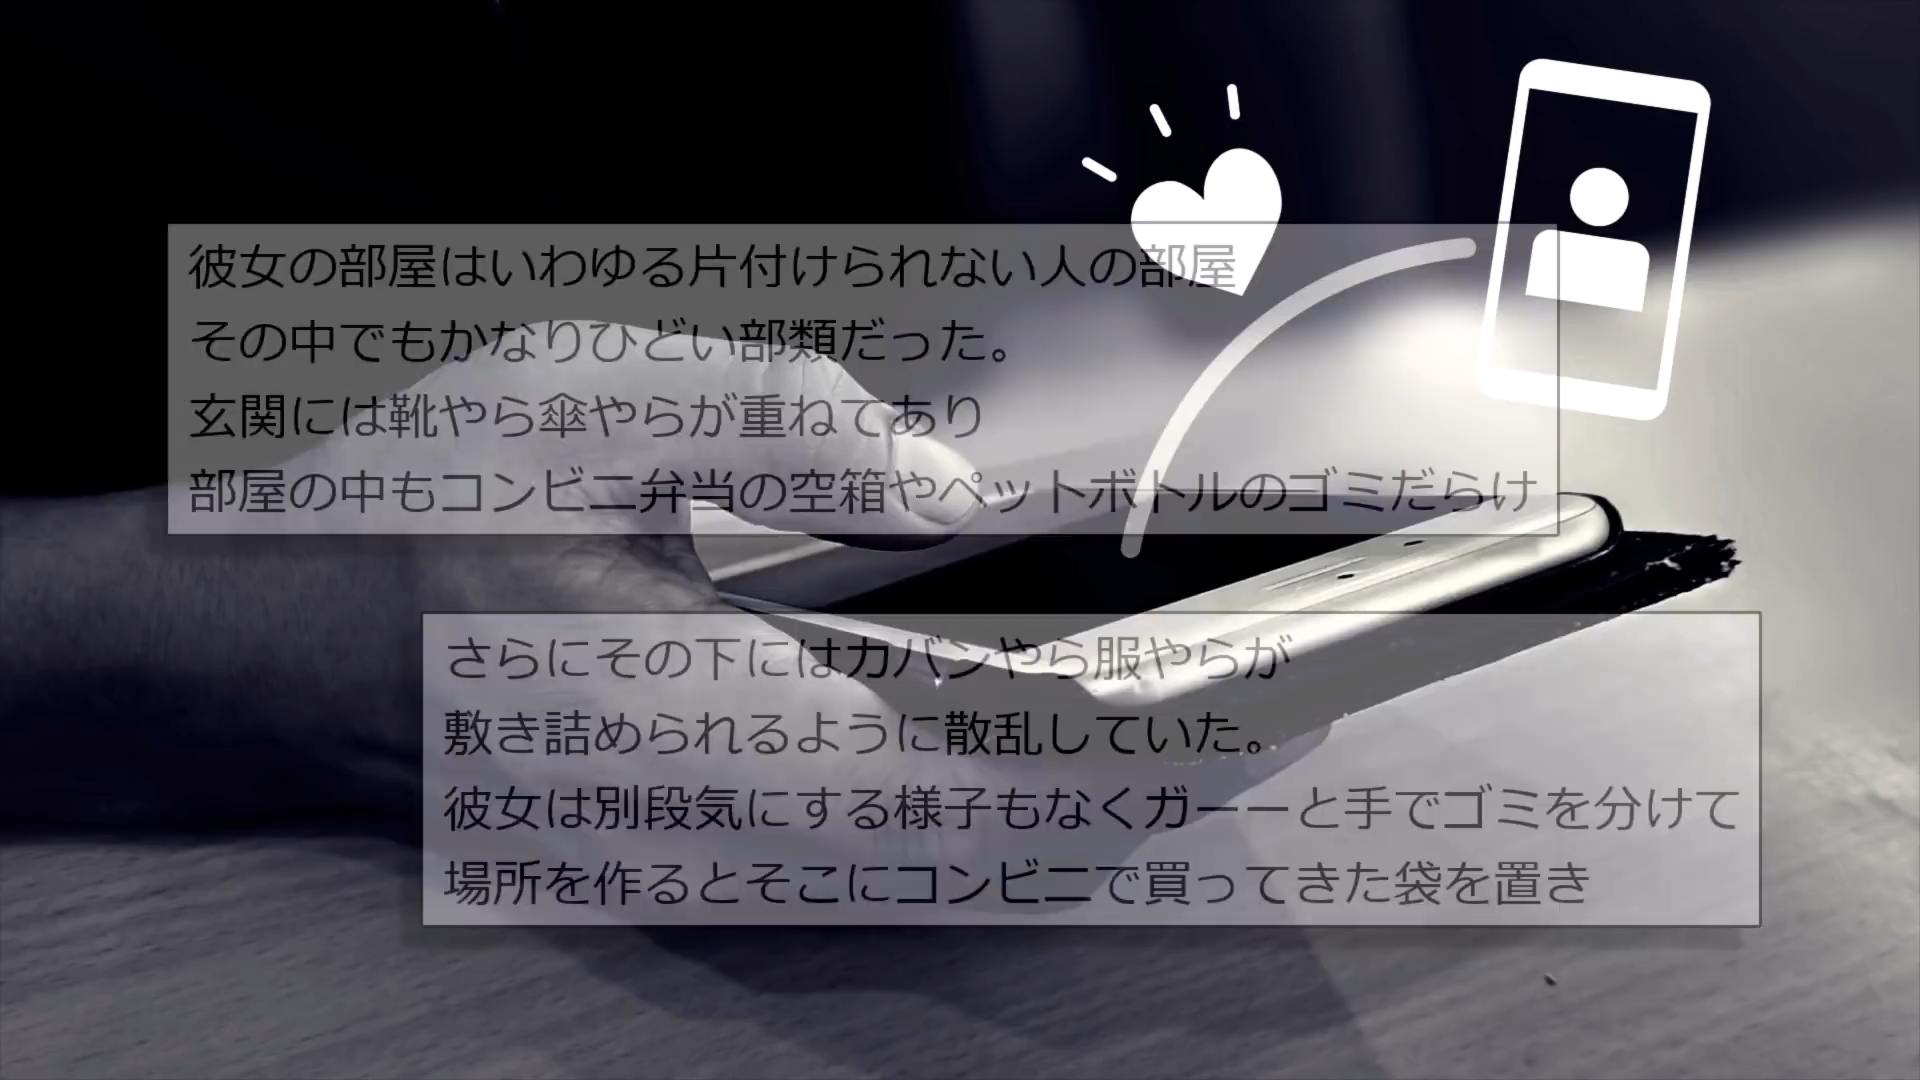 彼女の部屋はいわゆる片付けられない人の部屋
その中でもかなりひどい部類だった。
玄関には靴やら傘やらが重ねてあり
部屋の中もコンビニ弁当の空箱やペットボトルのゴミだらけ
さらにその下にはカバンやら服やらが
敷き詰められるように散乱していた。
彼女は別段気にする様子もなくガーーと手でゴミを分けて
場所を作るとそこにコンビニで買ってきた袋を置き